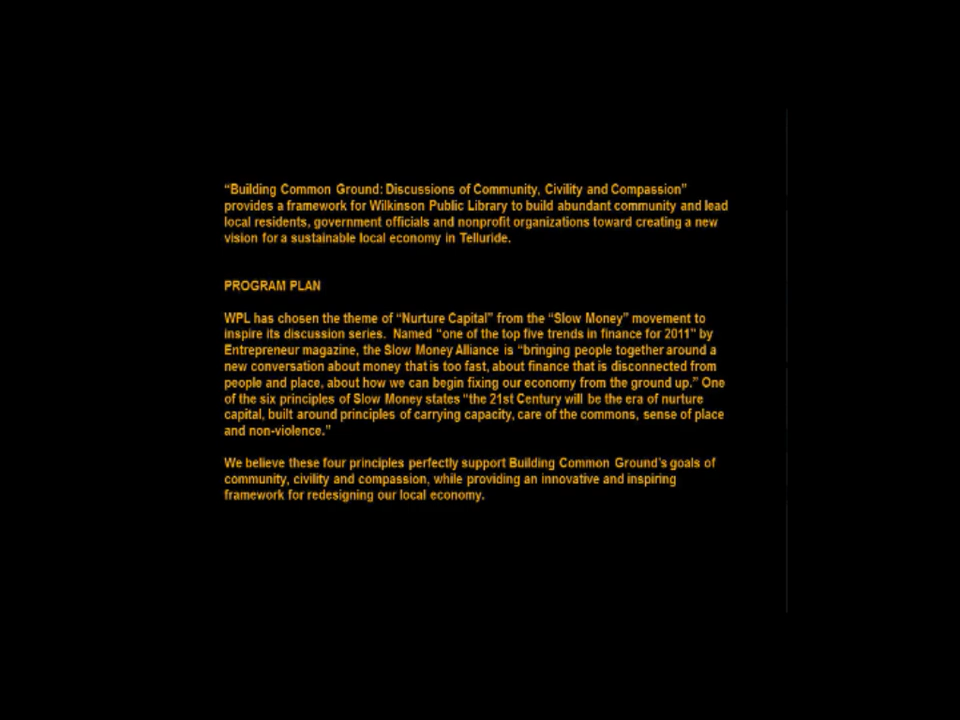 “Building Common Ground: Discussions of Community, Civility and Compassion”
provides a framework for Wilkinson Public Library to build abundant community and lead
local residents, government officials and nonprofit organizations toward creating a new
vision for a sustainable local economy in Telluride.
PROGRAM PLAN
WPL has chosen the theme of “Nurture Capital” from the “Slow Money” movement to
inspire its discussion series. Named “one of the top five trends in finance for 2011” by
Entrepreneur magazine, the Slow Money Alliance is “bringing people together around a
new conversation about money that is too fast, about finance that is disconnected from
people and place, about how we can begin fixing our economy from the ground up.” One
of the six principles of Slow Money states “the 21st Century will be the era of nurture
capital, built around principles of carrying capacity, care of the commons, sense of place
and non-violence.”
We believe these four principles perfectly support Building Common Ground’s goals of
community, civility and compassion, while providing an innovative and inspiring
framework for redesigning our local economy.